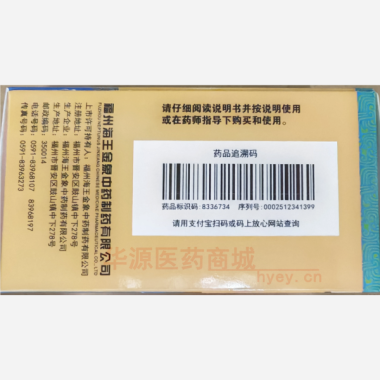 请仔细阅读说明书并按说明使用
或在药师指导下购买和使用。
药品追溯码
药品标识码: 8336734 序列号:0002512341399
请用支付宝扫码或码上放心网站查询
福州海王金象中药制药有限公司
上市许可持有人：福州海王金象中药制药有限公司
注册地址：福州市晋安区鼓山镇中下278号
生产企业：福州海王金象中药制药有限公司
生产地址：福州市晋安区鼓山镇中下278号
邮政编码：350014
电话号码：0591-83968107 83968197
传真号码：0591-83963273
华源医药商城
hyey.cn